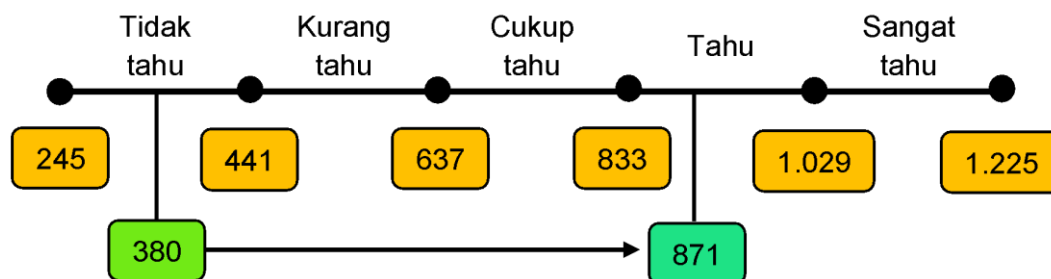 Tidak
tahu
Kurang
tahu
Cukup
tahu
Tahu
Sangat
tahu
245
441
637
833
1.029
1.225
380
871